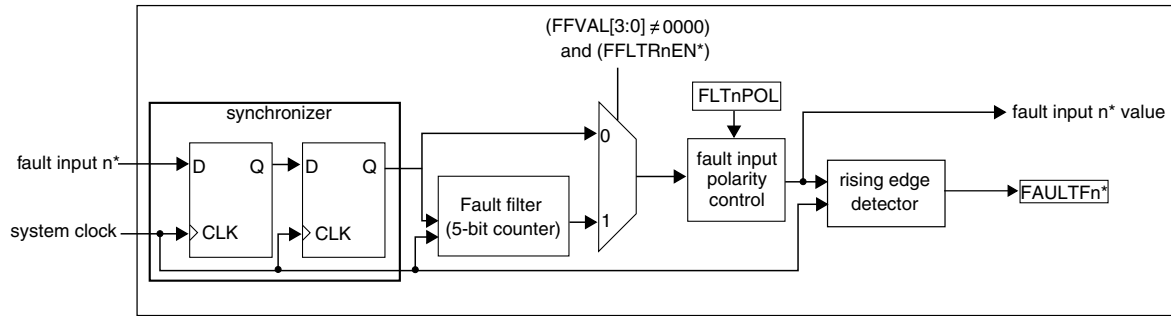 (FFVAL[3:0] ≠ 0000)
and (FFLTRnEN*)
synchronizer
FLTnPOL
fault input n*
D
Q
D
Q
0
fault input
polarity
control
fault input n* value
rising edge
detector
FAULTFn*
Fault filter
(5-bit counter)
1
system clock
CLK
CLK